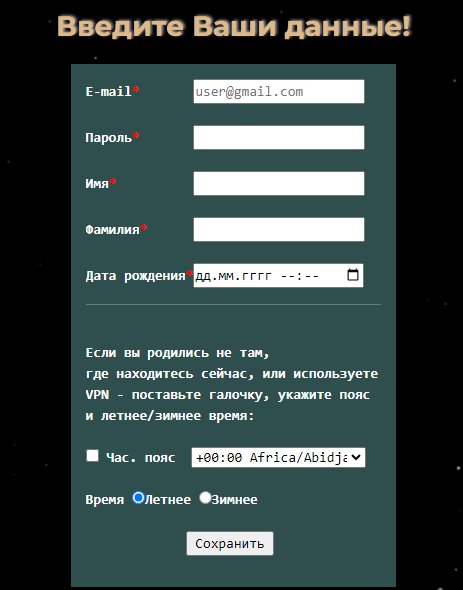 Введите Ваши данные!
E-mail* user@gmail.com
Пароль*
Имя*
Фамилия*
Дата рождения* дд.мм.гггг --:--
Если вы родились не там,
где находитесь сейчас, или используете
VPN - поставьте галочку, укажите пояс
и летнее/зимнее время:
Час. пояс +00:00 Africa/Abidja
Время Летнее Зимнее
Сохранить